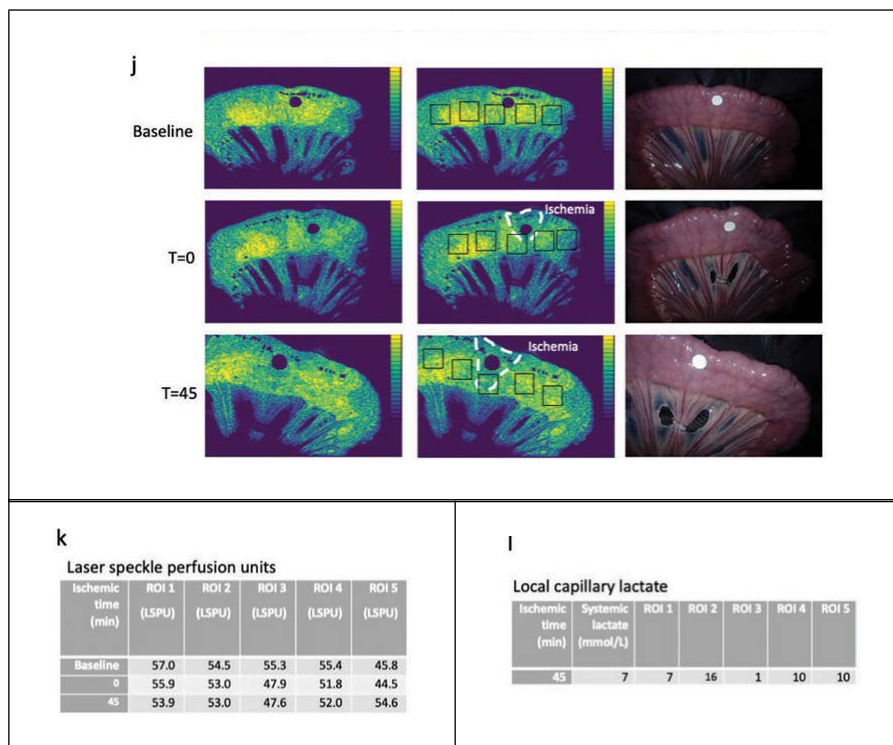 j
Baseline
Ischemia
T=0
Ischemia
T=45
k
Laser speckle perfusion units
Ischemic time (min) ROI 1 (LSPU) ROI 2 (LSPU) ROI 3 (LSPU) ROI 4 (LSPU) ROI 5 (LSPU)
Baseline 57.0 54.5 55.3 55.4 45.8
0 55.9 53.0 47.9 51.8 44.5
45 53.9 53.0 47.6 52.0 54.6
l
Local capillary lactate
Ischemic time (min) Systemic lactate (mmol/L) ROI 1 ROI 2 ROI 3 ROI 4 ROI 5
45 7 7 16 1 10 10